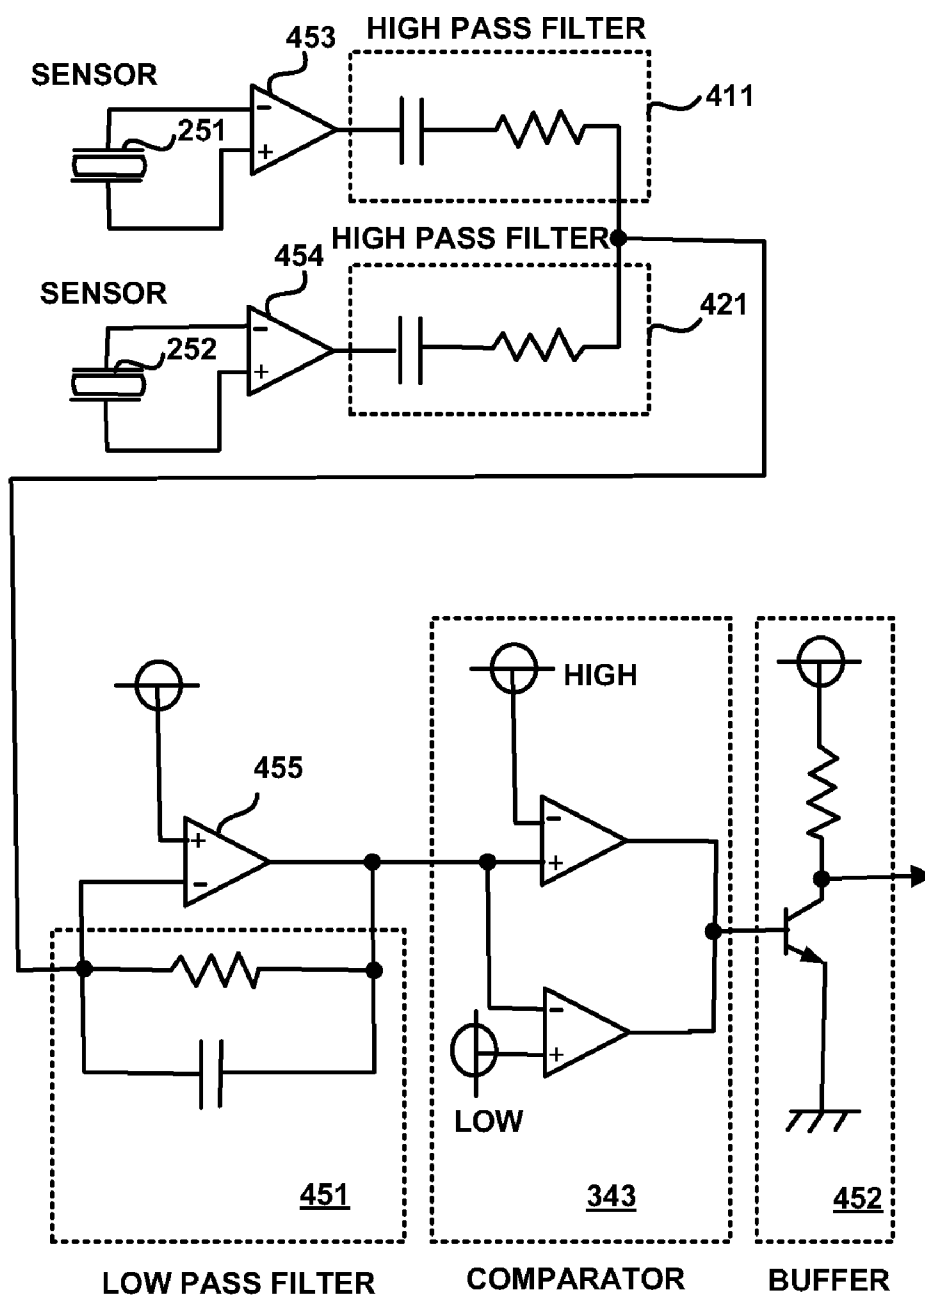 HIGH PASS FILTER
453
SENSOR
411
251
-
+
HIGH PASS FILTER
454
SENSOR
421
252
-
+
HIGH
455
+
-
-
+
-
+
LOW
451
343
452
LOW PASS FILTER
COMPARATOR
BUFFER